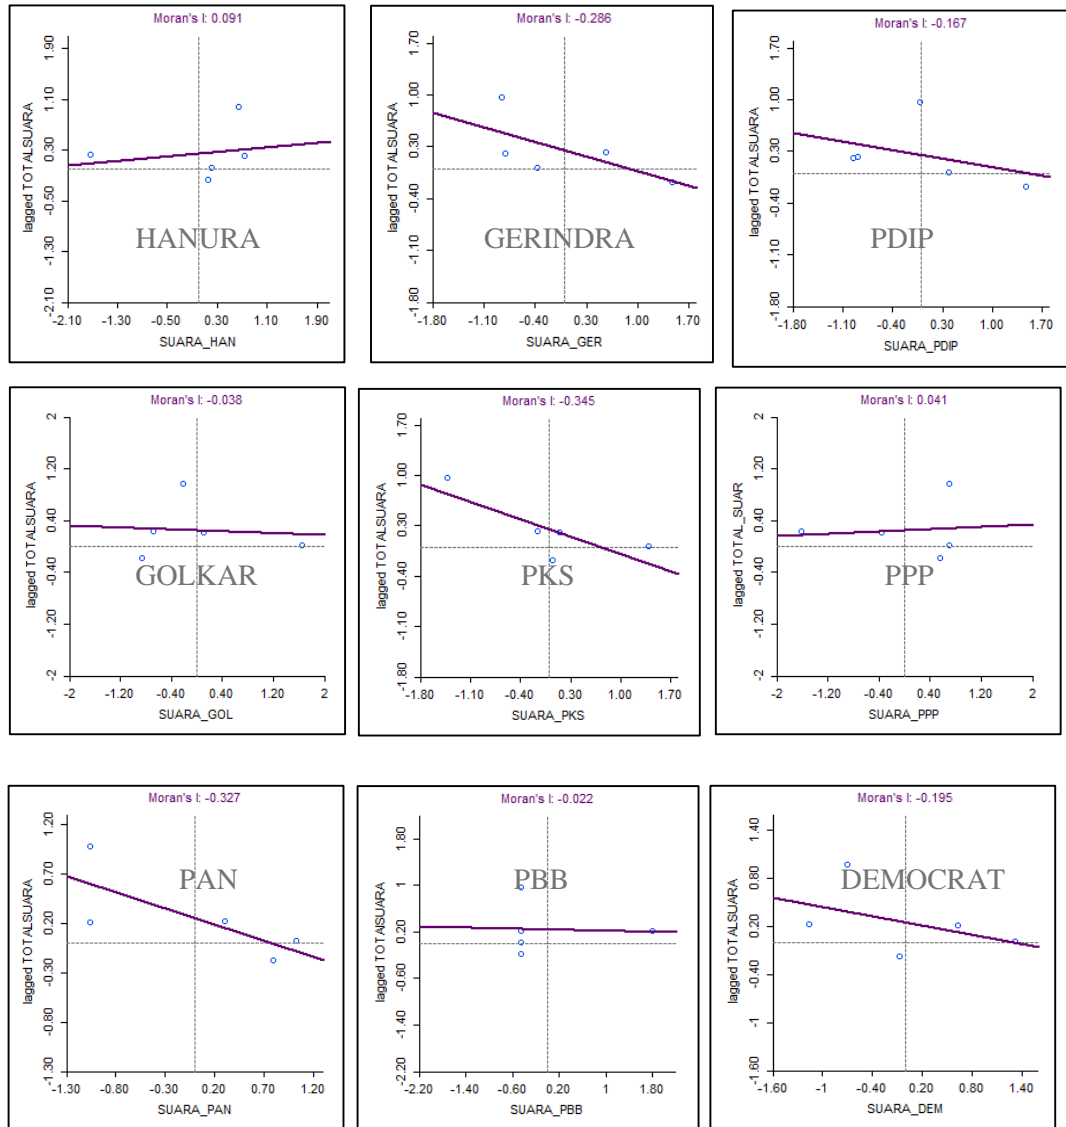 Moran's I: 0.091
lagged TOTALSUARA
1.90
1.10
0.30
-0.50
-1.30
-2.10
HANURA
-2.10 -1.30 -0.50 0.30 1.10 1.90
SUARA_HAN
Moran's I: -0.286
lagged TOTALSUARA
1.70
1.00
0.30
-0.40
-1.10
-1.80
GERINDRA
-1.80 -1.10 -0.40 0.30 1.00 1.70
SUARA_GER
Moran's I: -0.167
lagged TOTALSUARA
1.70
1.00
0.30
-0.40
-1.10
-1.80
PDIP
-1.80 -1.10 -0.40 0.30 1.00 1.70
SUARA_PDIP
Moran's I: -0.038
lagged TOTALSUARA
2
1.20
0.40
-0.40
-1.20
-2
GOLKAR
-2 -1.20 -0.40 0.40 1.20 2
SUARA_GOL
Moran's I: -0.345
lagged TOTALSUARA
1.70
1.00
0.30
-0.40
-1.10
-1.80
PKS
-1.80 -1.10 -0.40 0.30 1.00 1.70
SUARA_PKS
Moran's I: 0.041
lagged TOTAL_SUAR
2
1.20
0.40
-0.40
-1.20
-2
PPP
-2 -1.20 -0.40 0.40 1.20 2
SUARA_PPP
Moran's I: -0.327
lagged TOTALSUARA
1.20
0.70
0.20
-0.30
-0.80
-1.30
PAN
-1.30 -0.80 -0.30 0.20 0.70 1.20
SUARA_PAN
Moran's I: -0.022
lagged TOTAlSUARA
1.80
1
0.20
-0.60
-1.40
-2.20
PBB
-2.20 -1.40 -0.60 0.20 1 1.80
SUARA_PBB
Moran's I: -0.195
lagged TOTALSUARA
1.40
0.80
0.20
-0.40
-1
-1.60
DEMOCRAT
-1.60 -1 -0.40 0.20 0.80 1.40
SUARA_DEM